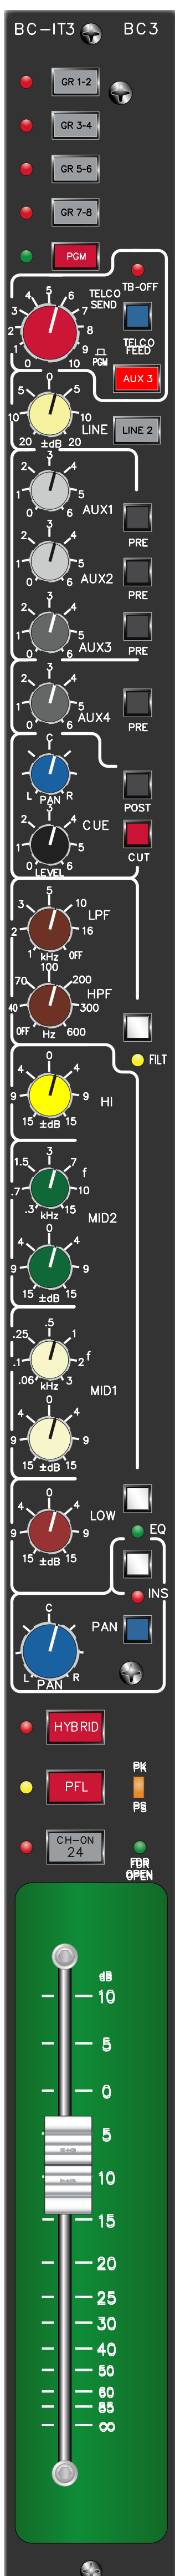 BC-IT3 BC3
GR 1-2
GR 3-4
GR 5-6
GR 7-8
PGM
TB-OFF
TELCO
SEND
0 1 2 3 4 5 6 7 8 9 10
PGM
TELCO
FEED
AUX 3
20 10 5 0 5 10 20
±dB
LINE
LINE 2
0 1 2 3 4 5 6
AUX1
PRE
0 1 2 3 4 5 6
AUX2
PRE
0 1 2 3 4 5 6
AUX3
PRE
0 1 2 3 4 5 6
AUX4
PRE
C
L PAN R
POST
0 1 2 3 4 5 6
CUE
LEVEL
CUT
1 2 3 5 10 16 OFF
kHz
LPF
OFF 40 70 100 200 300 600
Hz
HPF
FILT
15 9 4 0 4 9 15
±dB
HI
.3 .7 1.5 3 7 10 15
kHz
f
MID2
15 9 4 0 4 9 15
±dB
.06 .1 .25 .5 1 2 3
kHz
f
MID1
15 9 4 0 4 9 15
±dB
15 9 4 0 4 9 15
±dB
LOW
EQ
INS
PAN
C
L PAN R
HYBRID
PK
PS
PFL
CH-ON
24
FDR
OPEN
dB
10
5
0
5
10
15
20
25
30
40
50
60
85
∞